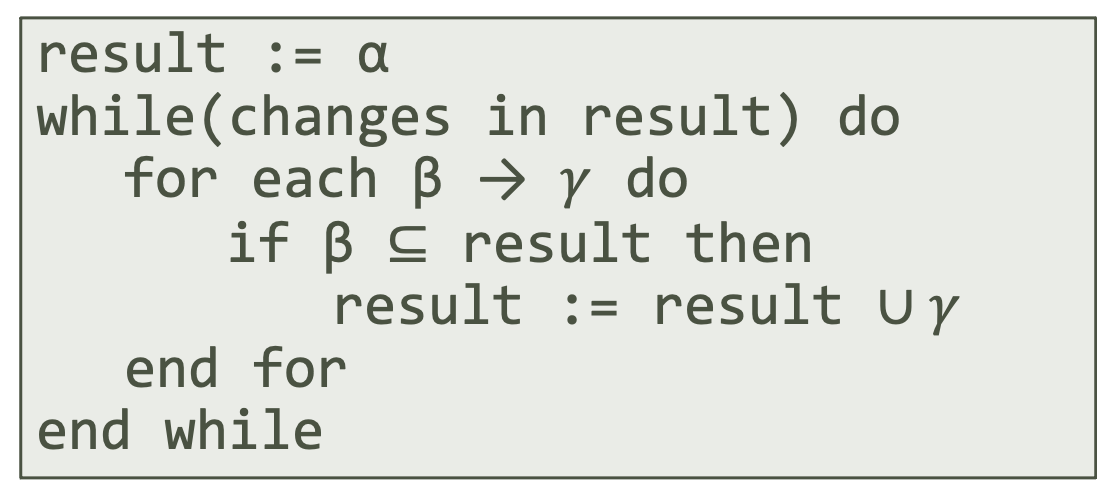 result := α
while(changes in result) do
for each β → γ do
if β ⊆ result then
result := result ∪ γ
end for
end while